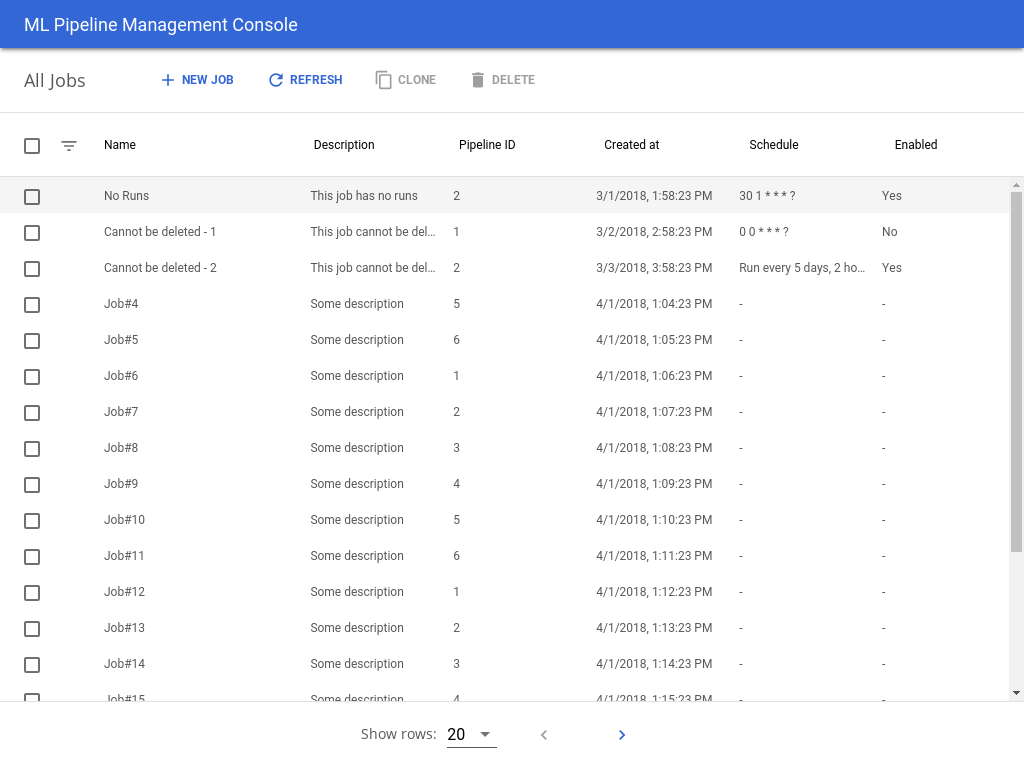 ML Pipeline Management Console
All Jobs NEW JOB REFRESH CLONE DELETE
Name Description Pipeline ID Created at Schedule Enabled
No Runs This job has no runs 2 3/1/2018, 1:58:23 PM 30 1 * * * ? Yes
Cannot be deleted - 1 This job cannot be del... 1 3/2/2018, 2:58:23 PM 0 0 * * * ? No
Cannot be deleted - 2 This job cannot be del... 2 3/3/2018, 3:58:23 PM Run every 5 days, 2 ho... Yes
Job#4 Some description 5 4/1/2018, 1:04:23 PM - -
Job#5 Some description 6 4/1/2018, 1:05:23 PM - -
Job#6 Some description 1 4/1/2018, 1:06:23 PM - -
Job#7 Some description 2 4/1/2018, 1:07:23 PM - -
Job#8 Some description 3 4/1/2018, 1:08:23 PM - -
Job#9 Some description 4 4/1/2018, 1:09:23 PM - -
Job#10 Some description 5 4/1/2018, 1:10:23 PM - -
Job#11 Some description 6 4/1/2018, 1:11:23 PM - -
Job#12 Some description 1 4/1/2018, 1:12:23 PM - -
Job#13 Some description 2 4/1/2018, 1:13:23 PM - -
Job#14 Some description 3 4/1/2018, 1:14:23 PM - -
Job#15 Some description 4 4/1/2018, 1:15:23 PM - -
Show rows: 20